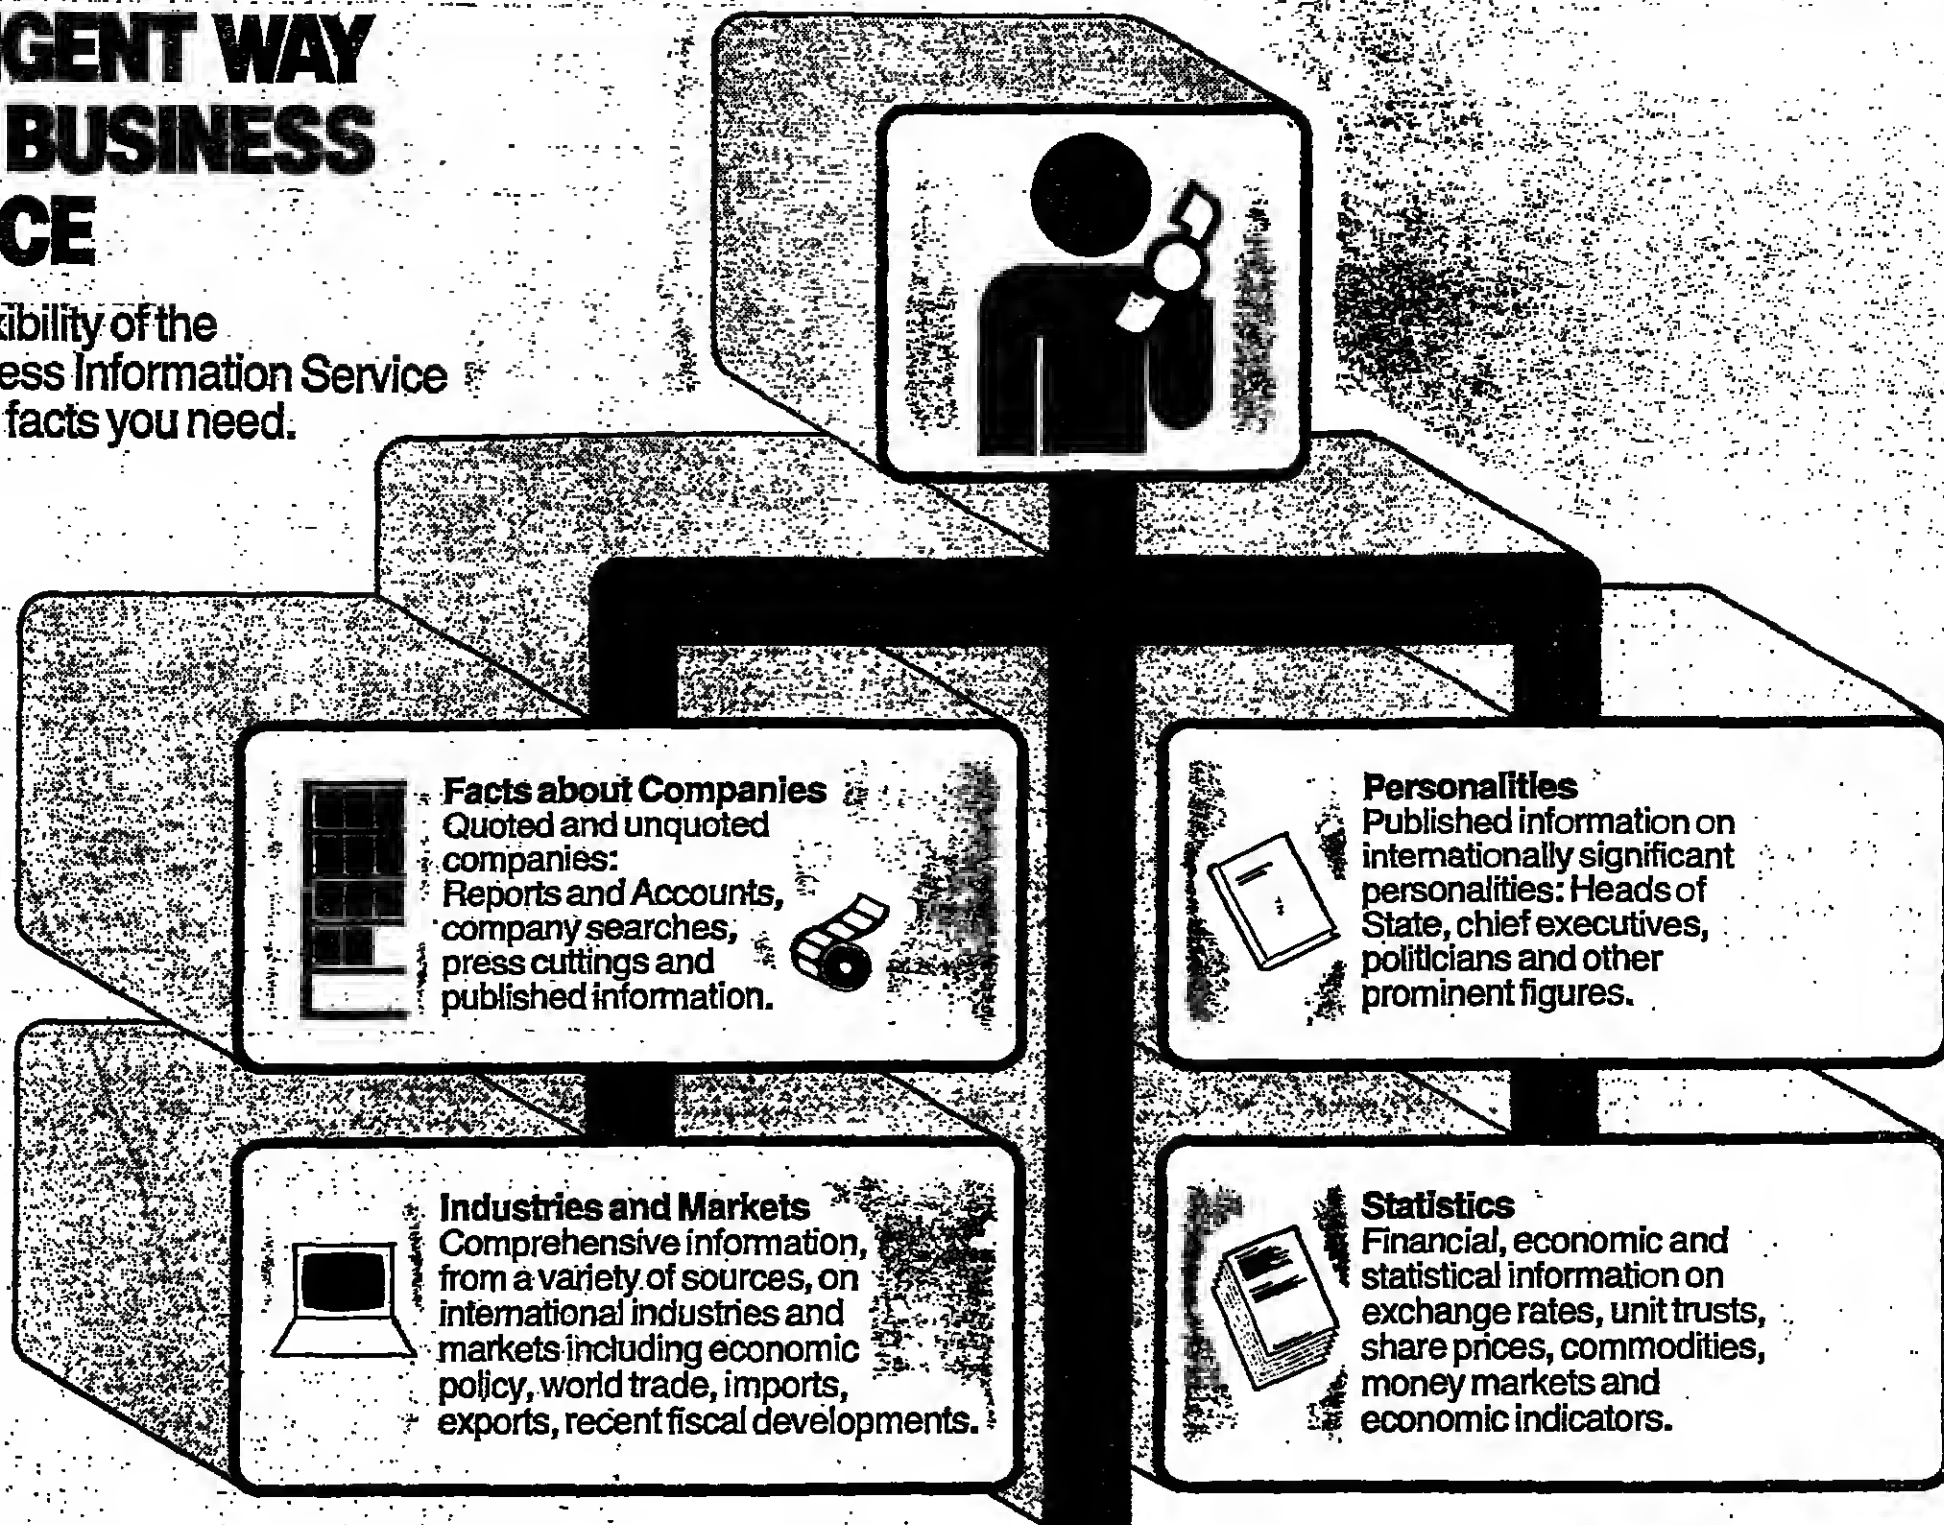 GENT WAY
BUSINESS
CE
ibility of the
ess Information Service
facts you need.
Facts about Companies
Quoted and unquoted
companies:
Reports and Accounts,
company searches,
press cuttings and
published information.
Personalities
Published information on
internationally significant
personalities: Heads of
State, chief executives,
politicians and other
prominent figures.
Industries and Markets
Comprehensive information,
from a variety of sources, on
international industries and
markets including economic
policy, world trade, imports,
exports, recent fiscal developments.
Statistics
Financial, economic and
statistical information on
exchange rates, unit trusts,
share prices, commodities,
money markets and
economic indicators.